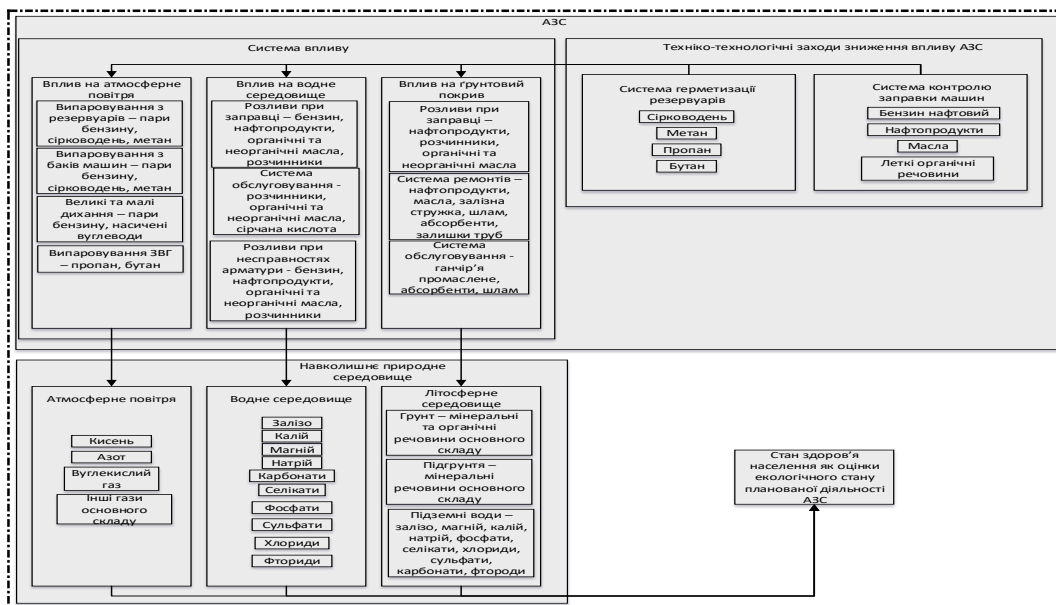 АЗС
Система впливу
Вплив на атмосферне
повітря
Випаровування з
резервуарів – пари
бензину,
сірководень, метан
Випаровування з
баків машин – пари
бензину,
сірководень, метан
Великі та малі
дихання – пари
бензину, насичені
вуглеводи
Випаровування ЗВГ
– пропан, бутан
Вплив на водне
середовище
Розливи при
заправці – бензин,
нафтопродукти,
органічні та
неорганічні масла,
розчинники
Система
обслуговування -
розчинники,
органічні та
неорганічні масла,
сірчана кислота
Розливи при
несправностях
арматури - бензин,
нафтопродукти,
органічні та
неорганічні масла,
розчинники
Вплив на ґрунтовий
покрив
Розливи при
заправці –
нафтопродукти,
розчинники,
органічні та
неорганічні масла
Система ремонтів –
нафтопродукти,
масла, залізна
стружка, шлам,
абсорбенти,
залишки труб
Система
обслуговування -
ганчір’я
промаслене,
абсорбенти, шлам
Техніко-технологічні заходи зниження впливу АЗС
Система герметизації
резервуарів
Сірководень
Метан
Пропан
Бутан
Система контролю
заправки машин
Бензин нафтовий
Нафтопродукти
Масла
Леткі органічні
речовини
Навколишнє природне
середовище
Атмосферне повітря
Кисень
Азот
Вуглекислий
газ
Інші гази
основного
складу
Водне середовище
Залізо
Калій
Магній
Натрій
Карбонати
Селікати
Фосфати
Сульфати
Хлориди
Фториди
Літосферне
середовище
Грунт – мінеральні
та органічні
речовини основного
складу
Підгрунтя –
мінеральні
речовини основного
складу
Підземні води –
залізо, магній, калій,
натрій, фосфати,
селікати, хлориди,
сульфати,
карбонати, фтороди
Стан здоров’я
населення як оцінки
екологічного стану
планованої діяльності
АЗС